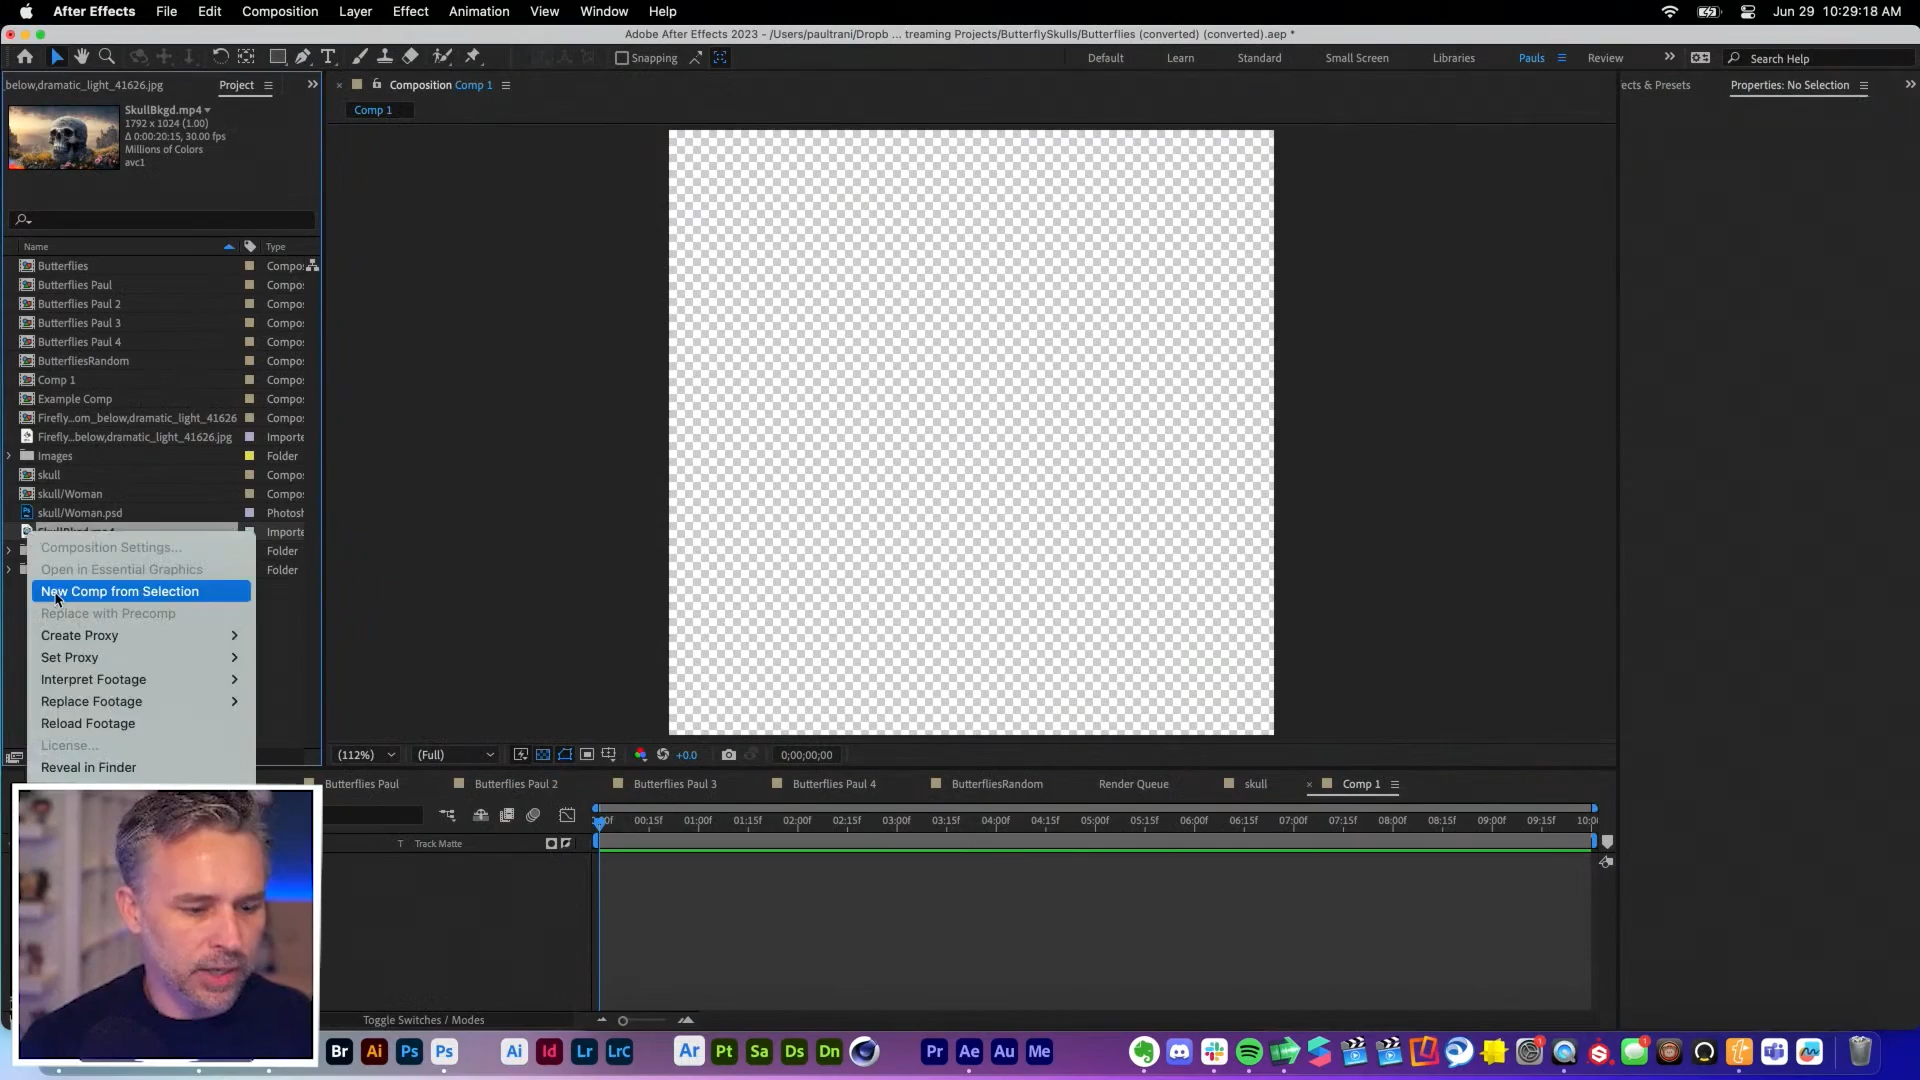 After Effects File Edit Composition Layer Effect Animation View Window Help Jun 29 10:29:18 AM
Adobe After Effects 2023 - /Users/paultrani/Dropb ... treaming Projects/ButterflySkulls/Butterflies (converted) (converted).aep *
Snapping Default Learn Standard Small Screen Libraries Pauls Review Search Help
_below,dramatic_light_41626.jpg Project Composition Comp 1 ects & Presets Properties: No Selection
Comp 1
SkullBkgd.mp4
1792 x 1024 (1.00)
Δ 0:00:20:15, 30.00 fps
Millions of Colors
avc1
Name Type
Butterflies Compo:
Butterflies Paul Compo:
Butterflies Paul 2 Compo:
Butterflies Paul 3 Compo:
Butterflies Paul 4 Compo:
ButterfliesRandom Compo:
Comp 1 Compo:
Example Comp Compo:
Firefly...om_below,dramatic_light_41626 Compo:
Firefly...below,dramatic_light_41626.jpg Importe
Images Folder
skull Compo:
skull/Woman Compo:
skull/Woman.psd Photosh
SkullBkgd.mp4 Importe
Folder
Folder
Composition Settings...
Open in Essential Graphics
New Comp from Selection
Replace with Precomp
Create Proxy
Set Proxy
Interpret Footage
Replace Footage
Reload Footage
License...
Reveal in Finder
(112%) (Full) +0.0 0;00;00;00
Butterflies Paul Butterflies Paul 2 Butterflies Paul 3 Butterflies Paul 4 ButterfliesRandom Render Queue skull Comp 1
00:15f 01:00f 01:15f 02:00f 02:15f 03:00f 03:15f 04:00f 04:15f 05:00f 05:15f 06:00f 06:15f 07:00f 07:15f 08:00f 08:15f 09:00f 09:15f 10:0
T Track Matte
Toggle Switches / Modes
Br Ai Ps Ps Ai Id Lr LrC Ar Pt Sa Ds Dn Pr Ae Au Me